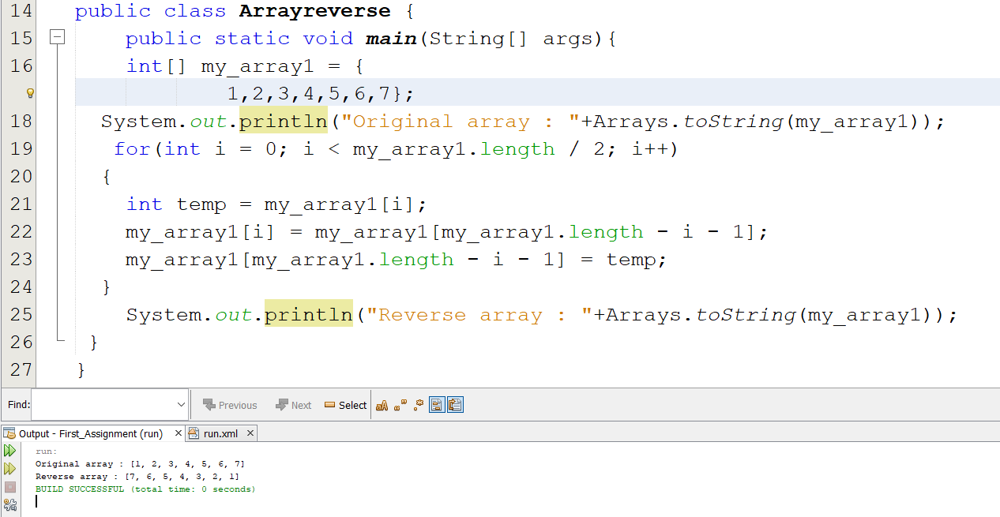 14 public class Arrayreverse {
15 public static void main(String[] args){
16 int[] my_array1 = {
1,2,3,4,5,6,7};
18 System.out.println("Original array : "+Arrays.toString(my_array1));
19 for(int i = 0; i < my_array1.length / 2; i++)
20 {
21 int temp = my_array1[i];
22 my_array1[i] = my_array1[my_array1.length - i - 1];
23 my_array1[my_array1.length - i - 1] = temp;
24 }
25 System.out.println("Reverse array : "+Arrays.toString(my_array1));
26 }
27 }
Find: Previous Next Select aA “ ” .*
Output - First_Assignment (run) × run.xml ×
run:
Original array : [1, 2, 3, 4, 5, 6, 7]
Reverse array : [7, 6, 5, 4, 3, 2, 1]
BUILD SUCCESSFUL (total time: 0 seconds)